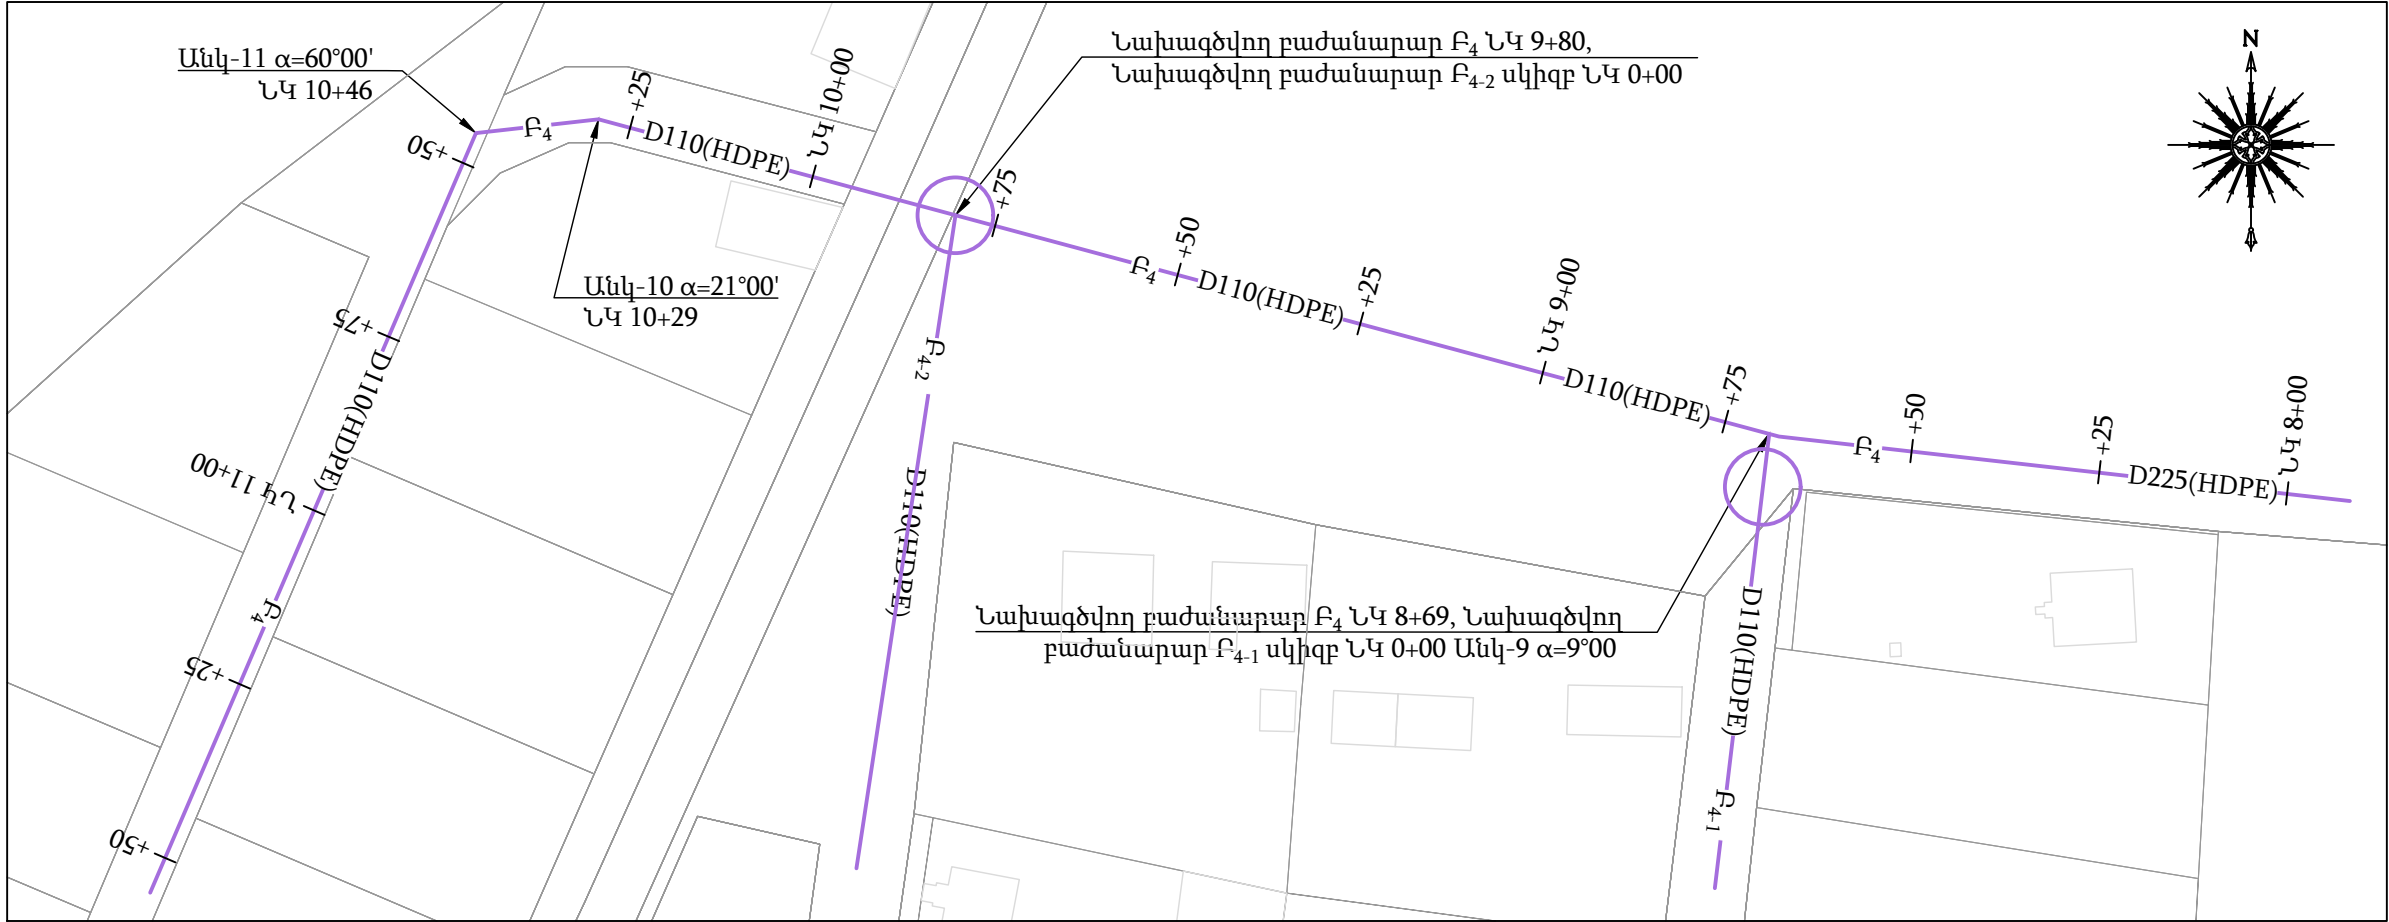 Անկ-11 α=60°00'
ՆԿ 10+46
Նախագծվող բաժանարար Բ4 ՆԿ 9+80,
Նախագծվող բաժանարար Բ4-2 սկիզբ ՆԿ 0+00
N
+50
Բ4
+25
D110(HDPE)
ՆԿ 10+00
+75
Բ4
+50
D110(HDPE)
+25
ՆԿ 9+00
D110(HDPE)
+75
Բ4
+50
+25
D225(HDPE)
ՆԿ 8+00
Անկ-10 α=21°00'
ՆԿ 10+29
+75
D110(HDPE)
ՆԿ 11+00
Բ4
+25
+50
Բ4-2
D110(HDPE)
Նախագծվող բաժանարար Բ4 ՆԿ 8+69, Նախագծվող
բաժանարար Բ4-1 սկիզբ ՆԿ 0+00 Անկ-9 α=9°00
D110(HDPE)
Բ4-1